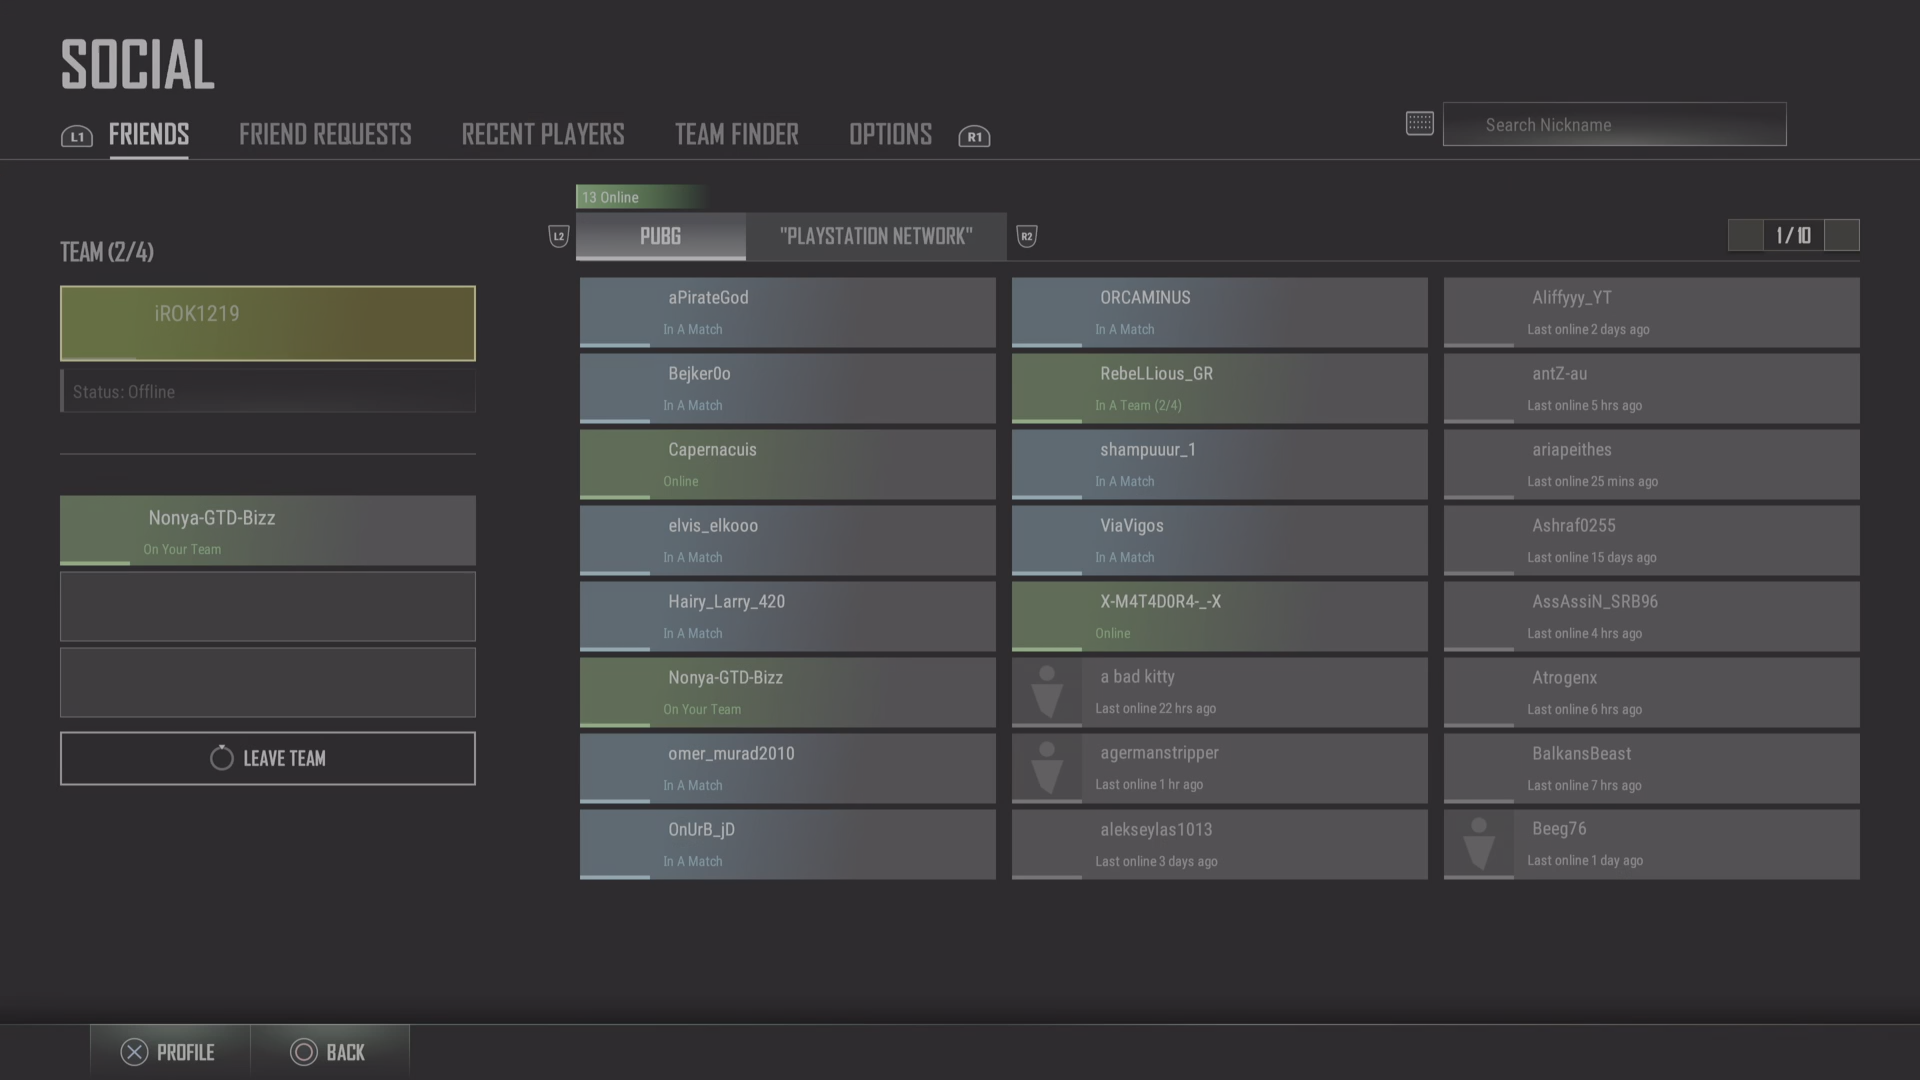 SOCIAL
L1 FRIENDS FRIEND REQUESTS RECENT PLAYERS TEAM FINDER OPTIONS R1
Search Nickname
13 Online
L2 PUBG "PLAYSTATION NETWORK" R2
1 / 10
TEAM (2/4)
iROK1219
Status: Offline
Nonya-GTD-Bizz
On Your Team
LEAVE TEAM
aPirateGod
In A Match
Bejker0o
In A Match
Capernacuis
Online
elvis_elkooo
In A Match
Hairy_Larry_420
In A Match
Nonya-GTD-Bizz
On Your Team
omer_murad2010
In A Match
OnUrB_jD
In A Match
ORCAMINUS
In A Match
RebeLLious_GR
In A Team (2/4)
shampuuur_1
In A Match
ViaVigos
In A Match
X-M4T4D0R4-_-X
Online
a bad kitty
Last online 22 hrs ago
agermanstripper
Last online 1 hr ago
alekseylas1013
Last online 3 days ago
Aliffyyy_YT
Last online 2 days ago
antZ-au
Last online 5 hrs ago
ariapeithes
Last online 25 mins ago
Ashraf0255
Last online 15 days ago
AssAssiN_SRB96
Last online 4 hrs ago
Atrogenx
Last online 6 hrs ago
BalkansBeast
Last online 7 hrs ago
Beeg76
Last online 1 day ago
PROFILE BACK